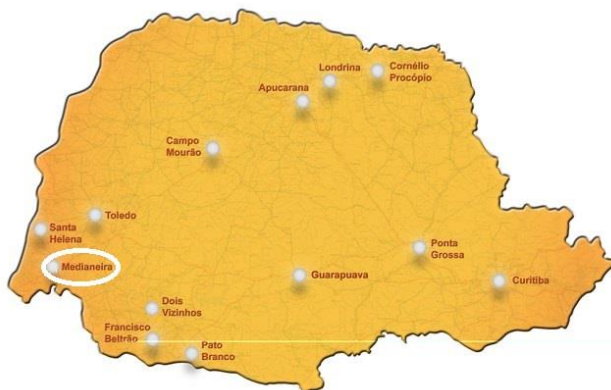 Londrina
Cornélio
Procópio
Apucarana
Campo
Mourão
Toledo
Santa
Helena
Medianeira
Ponta
Grossa
Guarapuava
Curitiba
Dois
Vizinhos
Francisco
Beltrão
Pato
Branco